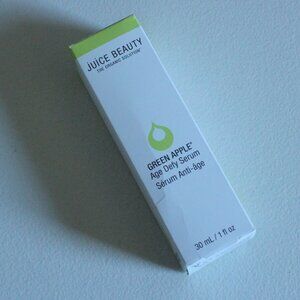 JUICE BEAUTY
THE ORGANIC SOLUTION
GREEN APPLE®
Age Defy Serum
Sérum Anti-âge
30 mL / 1 fl oz